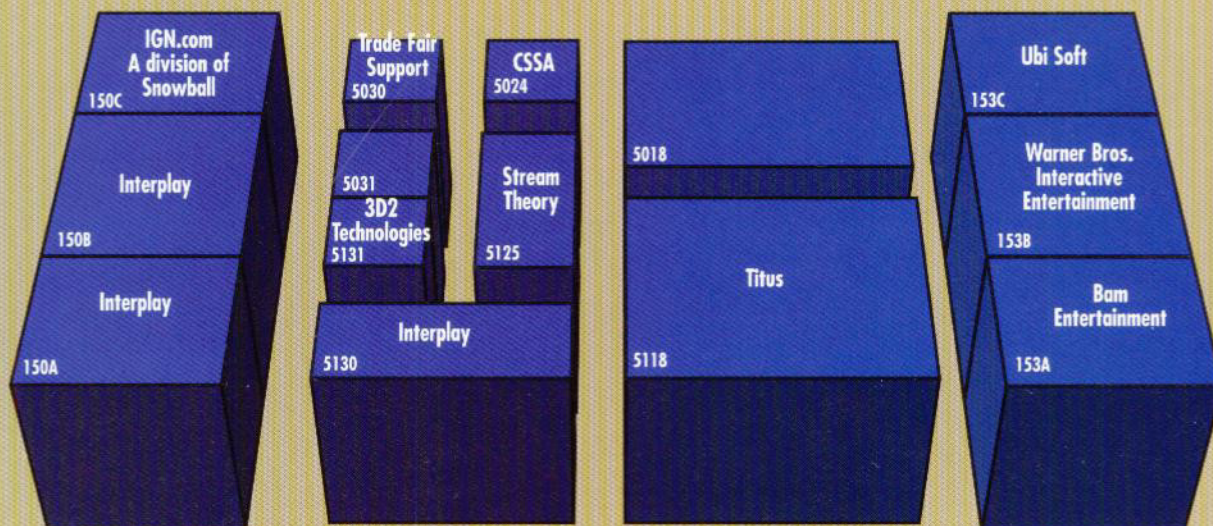 IGN.com
A division of
Snowball
150C
Interplay
150B
Interplay
150A
Trade Fair
Support
5030
5031
3D2
Technologies
5131
CSSA
5024
Stream
Theory
5125
Interplay
5130
5018
Titus
5118
Ubi Soft
153C
Warner Bros.
Interactive
Entertainment
153B
Bam
Entertainment
153A